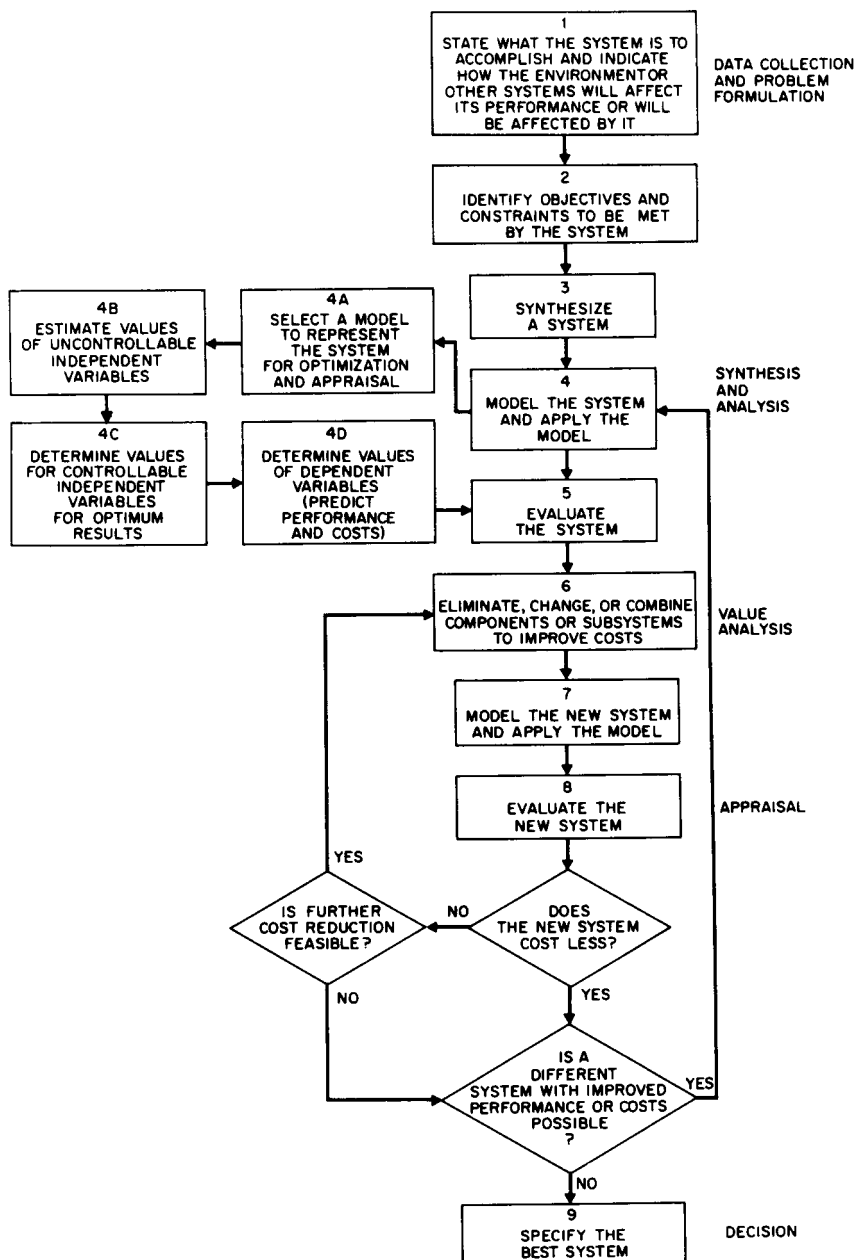 1
STATE WHAT THE SYSTEM IS TO
ACCOMPLISH AND INDICATE
HOW THE ENVIRONMENT OR
OTHER SYSTEMS WILL AFFECT
ITS PERFORMANCE OR WILL
BE AFFECTED BY IT
DATA COLLECTION
AND PROBLEM
FORMULATION
2
IDENTIFY OBJECTIVES AND
CONSTRAINTS TO BE MET
BY THE SYSTEM
3
SYNTHESIZE
A SYSTEM
4B
ESTIMATE VALUES
OF UNCONTROLLABLE
INDEPENDENT
VARIABLES
4A
SELECT A MODEL
TO REPRESENT
THE SYSTEM
FOR OPTIMIZATION
AND APPRAISAL
4
MODEL THE SYSTEM
AND APPLY THE
MODEL
SYNTHESIS
AND
ANALYSIS
4C
DETERMINE VALUES
FOR CONTROLLABLE
INDEPENDENT
VARIABLES
FOR OPTIMUM
RESULTS
4D
DETERMINE VALUES
OF DEPENDENT
VARIABLES
(PREDICT
PERFORMANCE
AND COSTS)
5
EVALUATE
THE SYSTEM
6
ELIMINATE, CHANGE, OR COMBINE
COMPONENTS OR SUBSYSTEMS
TO IMPROVE COSTS
VALUE
ANALYSIS
7
MODEL THE NEW SYSTEM
AND APPLY THE MODEL
8
EVALUATE THE
NEW SYSTEM
APPRAISAL
YES
IS FURTHER
COST REDUCTION
FEASIBLE?
NO
DOES
THE NEW SYSTEM
COST LESS?
NO
YES
IS A
DIFFERENT
SYSTEM WITH IMPROVED
PERFORMANCE OR COSTS
POSSIBLE
?
YES
NO
9
SPECIFY THE
BEST SYSTEM
DECISION